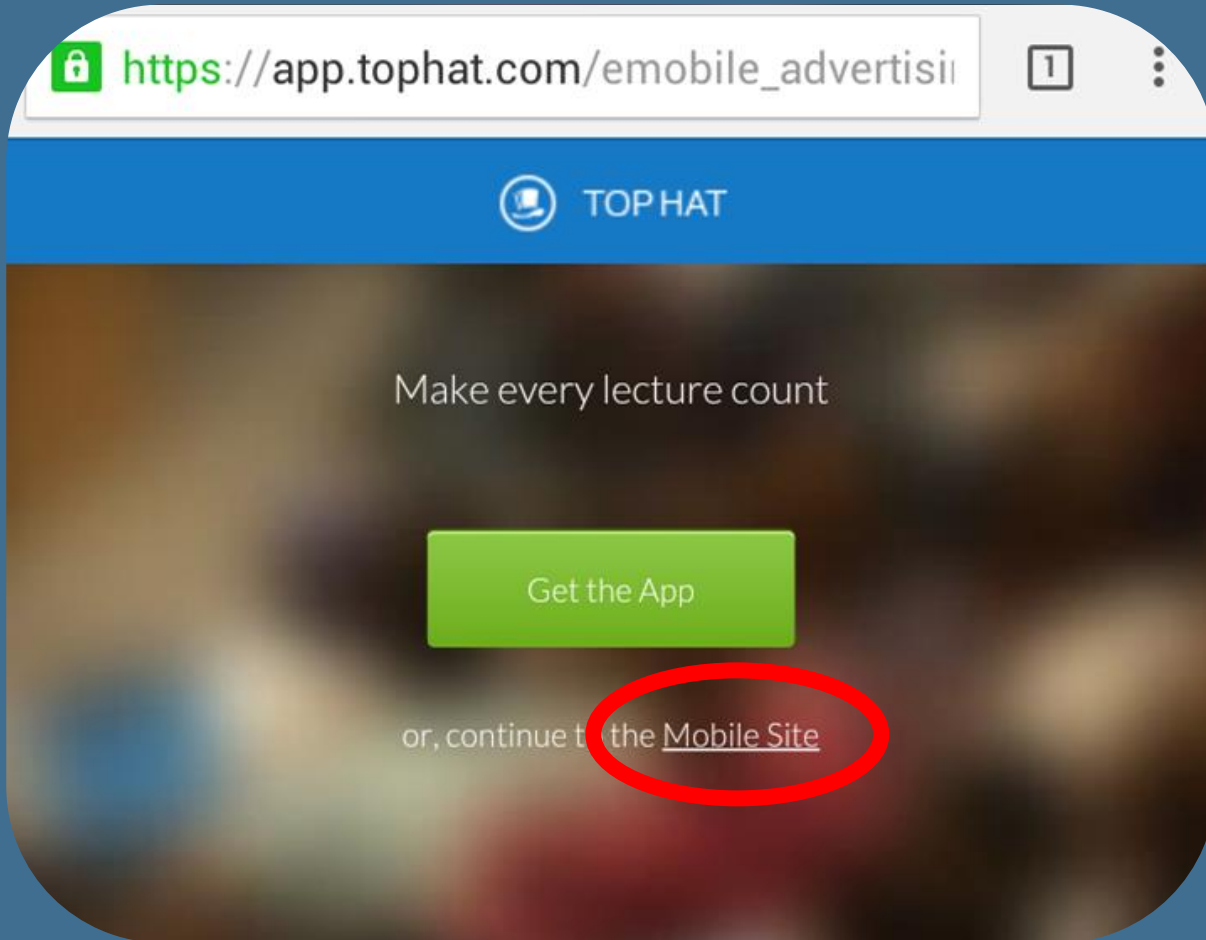 https://app.tophat.com/emobile_advertisi
1
TOP HAT
Make every lecture count
Get the App
or, continue to the Mobile Site